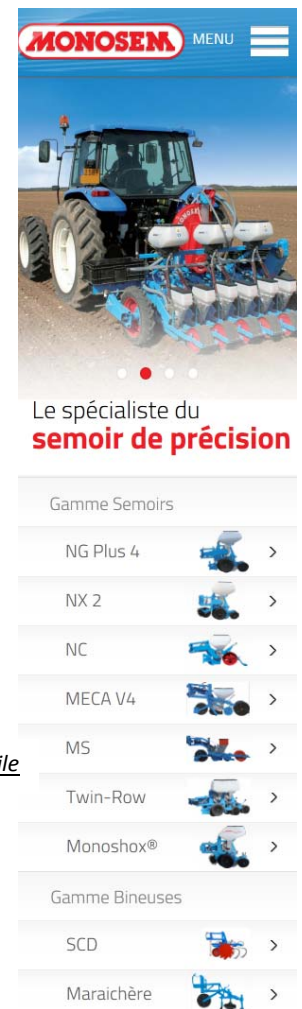 MONOSEM
MENU
Le spécialiste du
semoir de précision
Gamme Semoirs
NG Plus 4
NX 2
NC
MECA V4
MS
ile
Twin-Row
Monoshox®
Gamme Bineuses
SCD
Maraichère